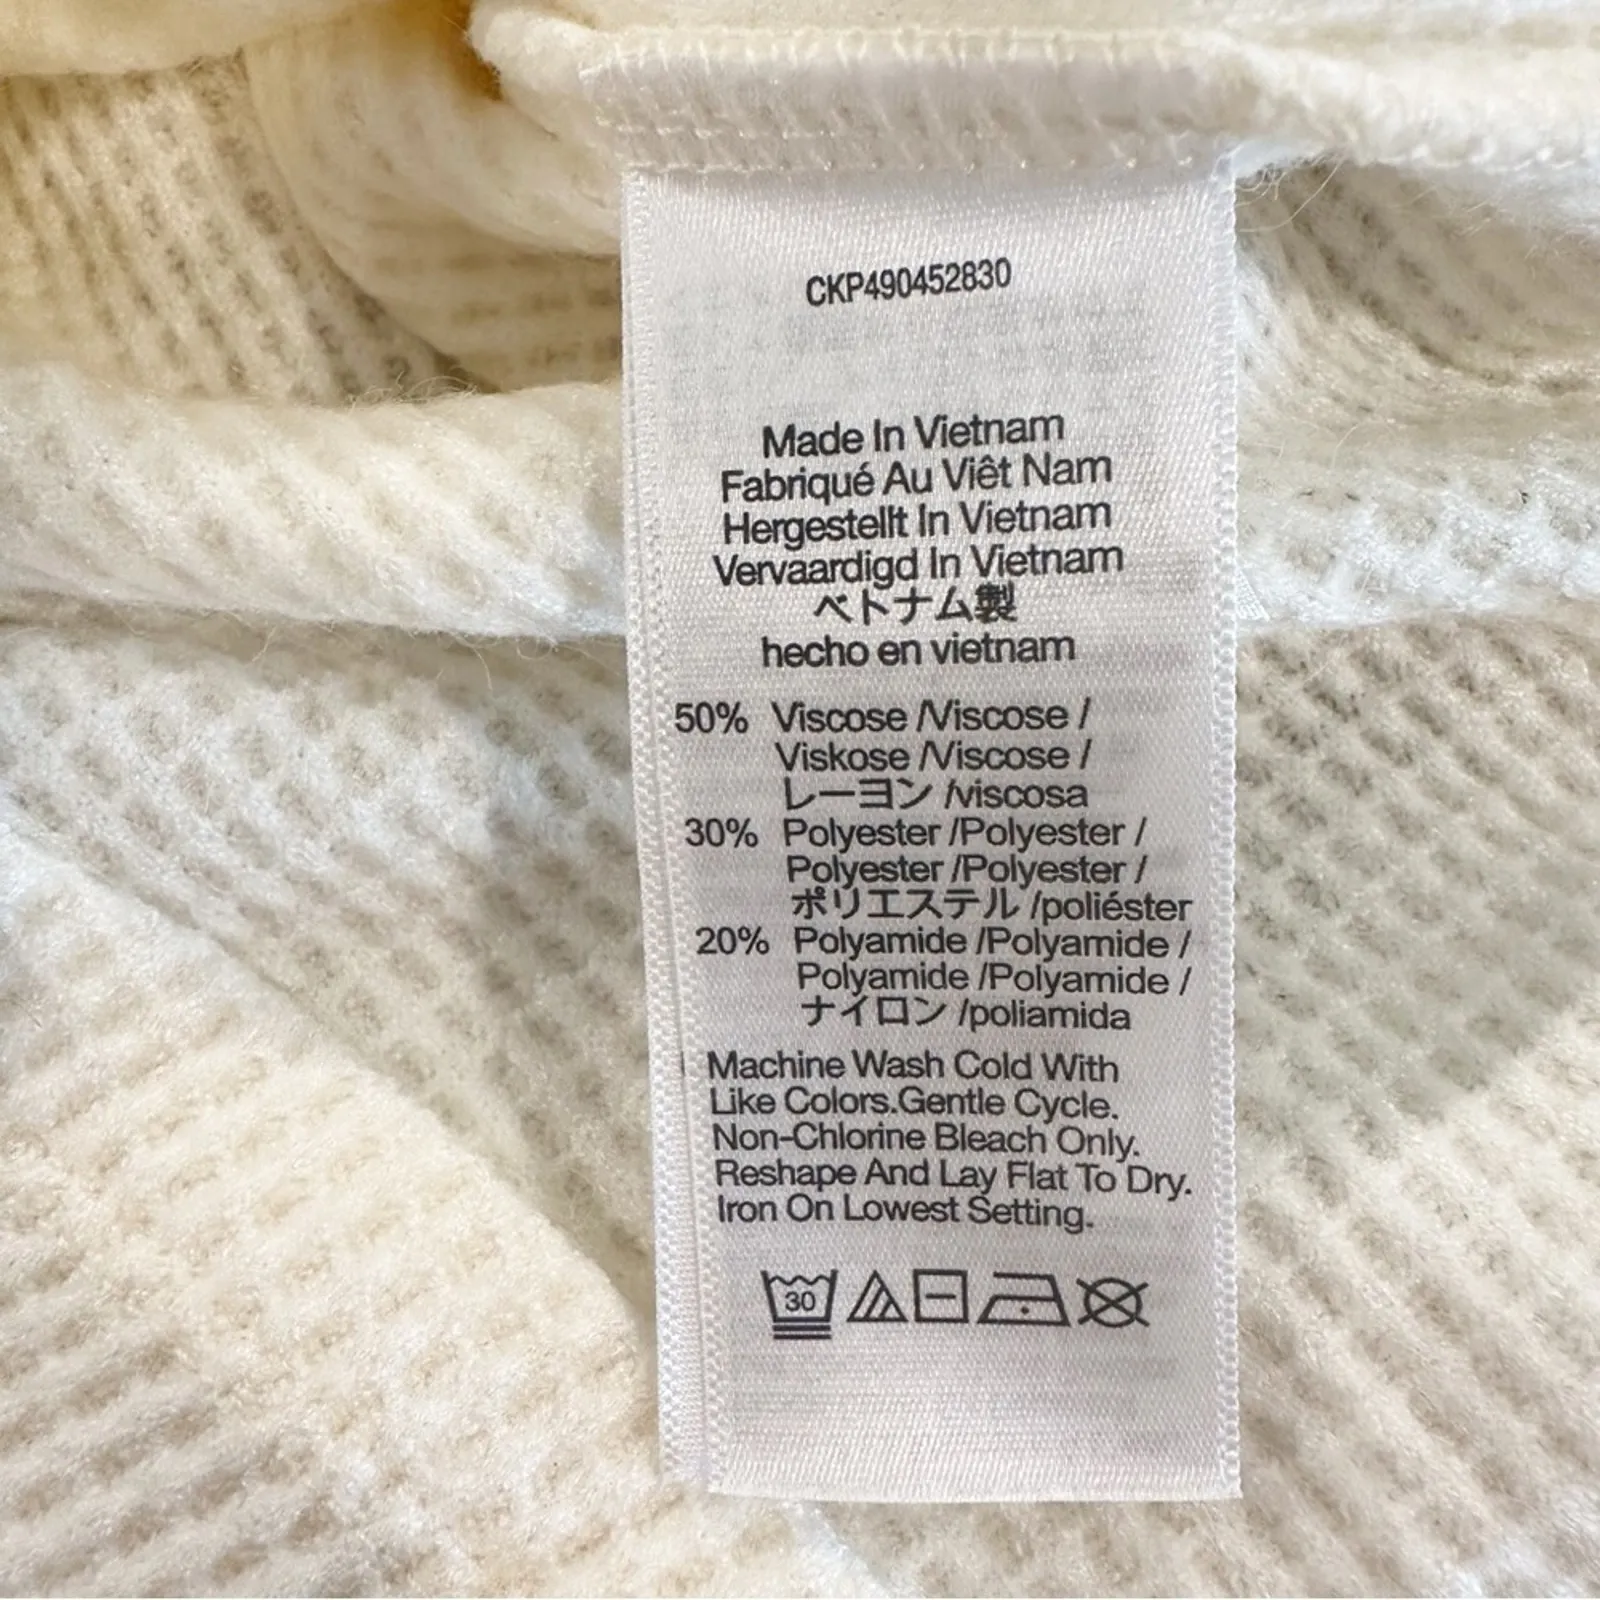 CKP490452830
Made In Vietnam
Fabriqué Au Viêt Nam
Hergestellt In Vietnam
Vervaardigd In Vietnam
ベトナム製
hecho en vietnam
50% Viscose /Viscose /
Viskose /Viscose /
レーヨン /viscosa
30% Polyester /Polyester /
Polyester /Polyester /
ポリエステル /poliéster
20% Polyamide /Polyamide /
Polyamide /Polyamide /
ナイロン /poliamida
Machine Wash Cold With
Like Colors.Gentle Cycle.
Non-Chlorine Bleach Only.
Reshape And Lay Flat To Dry.
Iron On Lowest Setting.
30